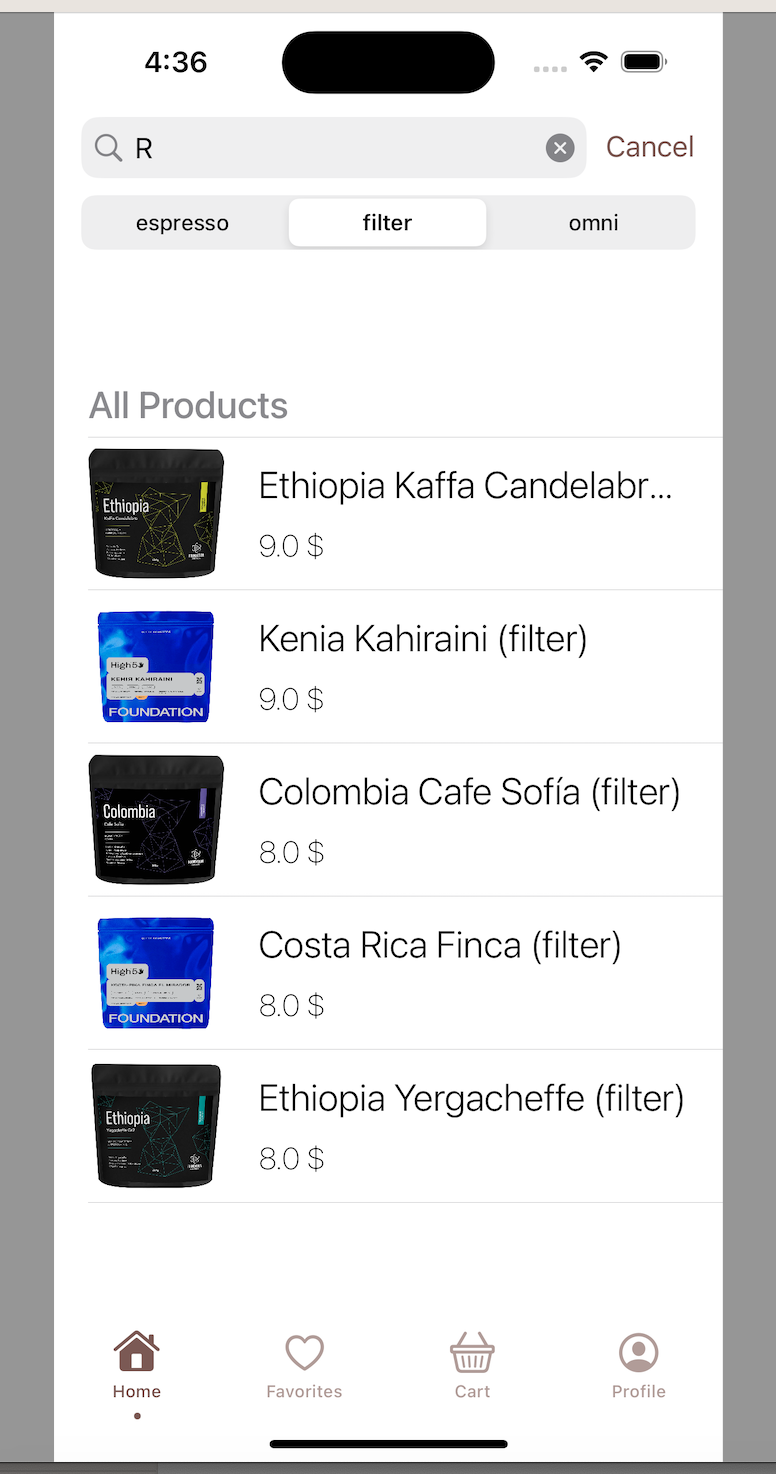 4:36
R
Cancel
espresso
filter
omni
All Products
Ethiopia
Kaffa Candelabra
Ethiopia Kaffa Candelabr...
9.0 $
High5
KENIA KAHIRAINI
FOUNDATION
Kenia Kahiraini (filter)
9.0 $
Colombia
Cafe Sofia
Colombia Cafe Sofía (filter)
8.0 $
High5
FOUNDATION
Costa Rica Finca (filter)
8.0 $
Ethiopia
Ethiopia Yergacheffe (filter)
8.0 $
Home
Favorites
Cart
Profile